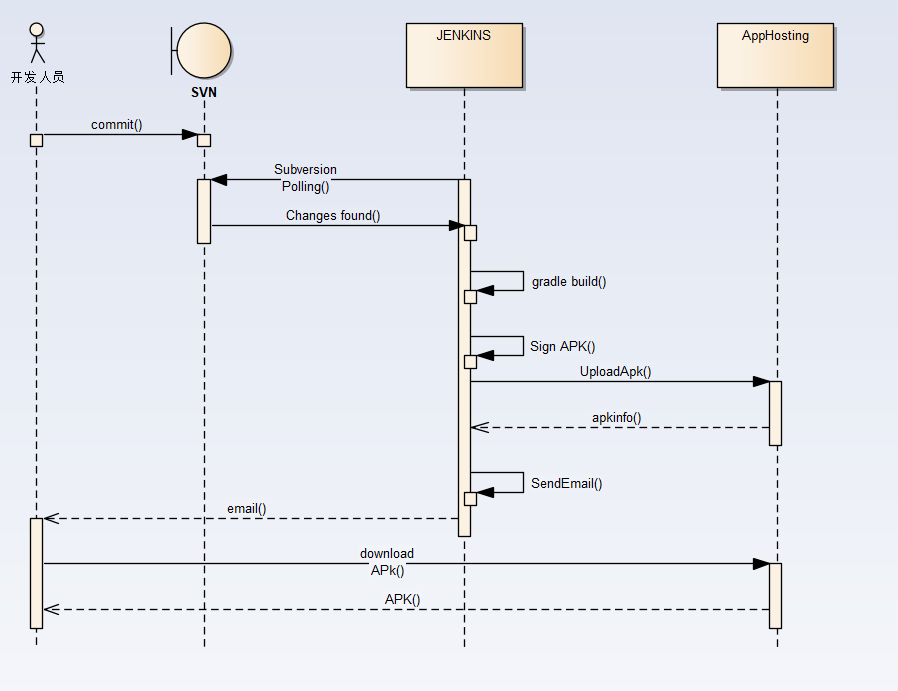 开发人员
SVN
JENKINS
AppHosting
commit()
Subversion
Polling()
Changes found()
gradle build()
Sign APK()
UploadApk()
apkinfo()
SendEmail()
email()
download
APk()
APK()